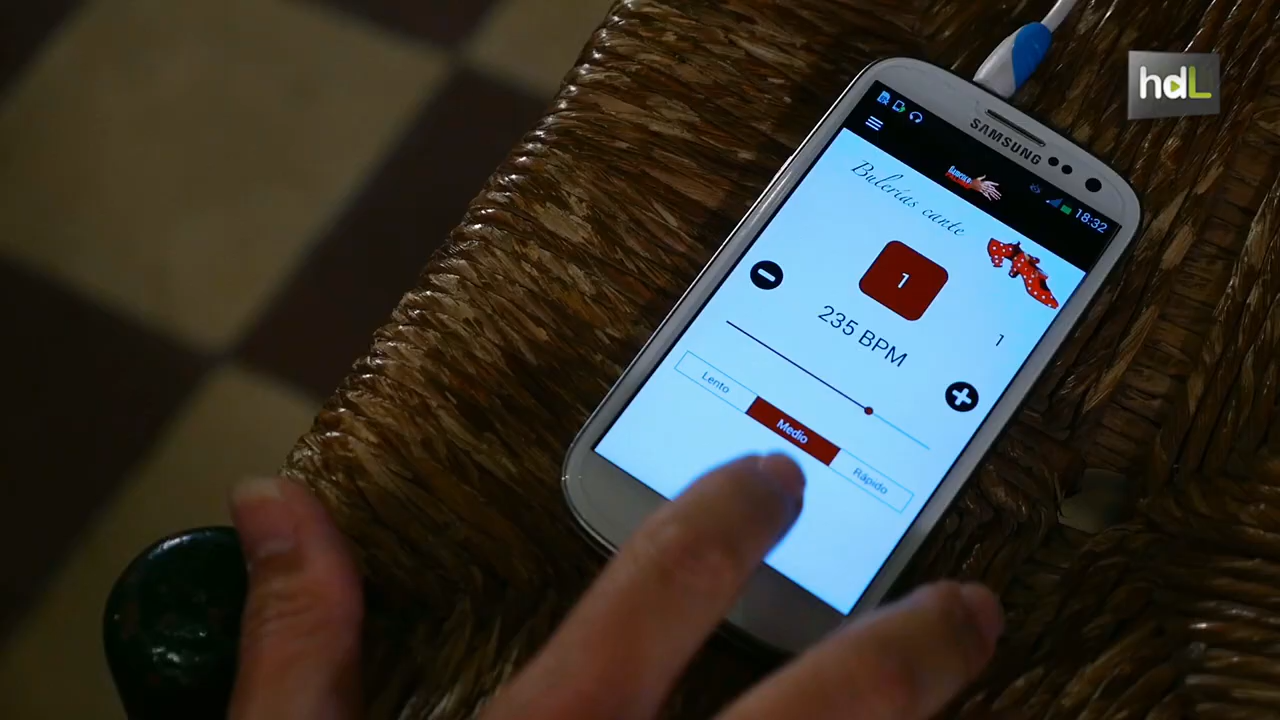 hdL
SAMSUNG
18:32
Bulerías cante
1
235 BPM
1
Lento
Medio
Rápido